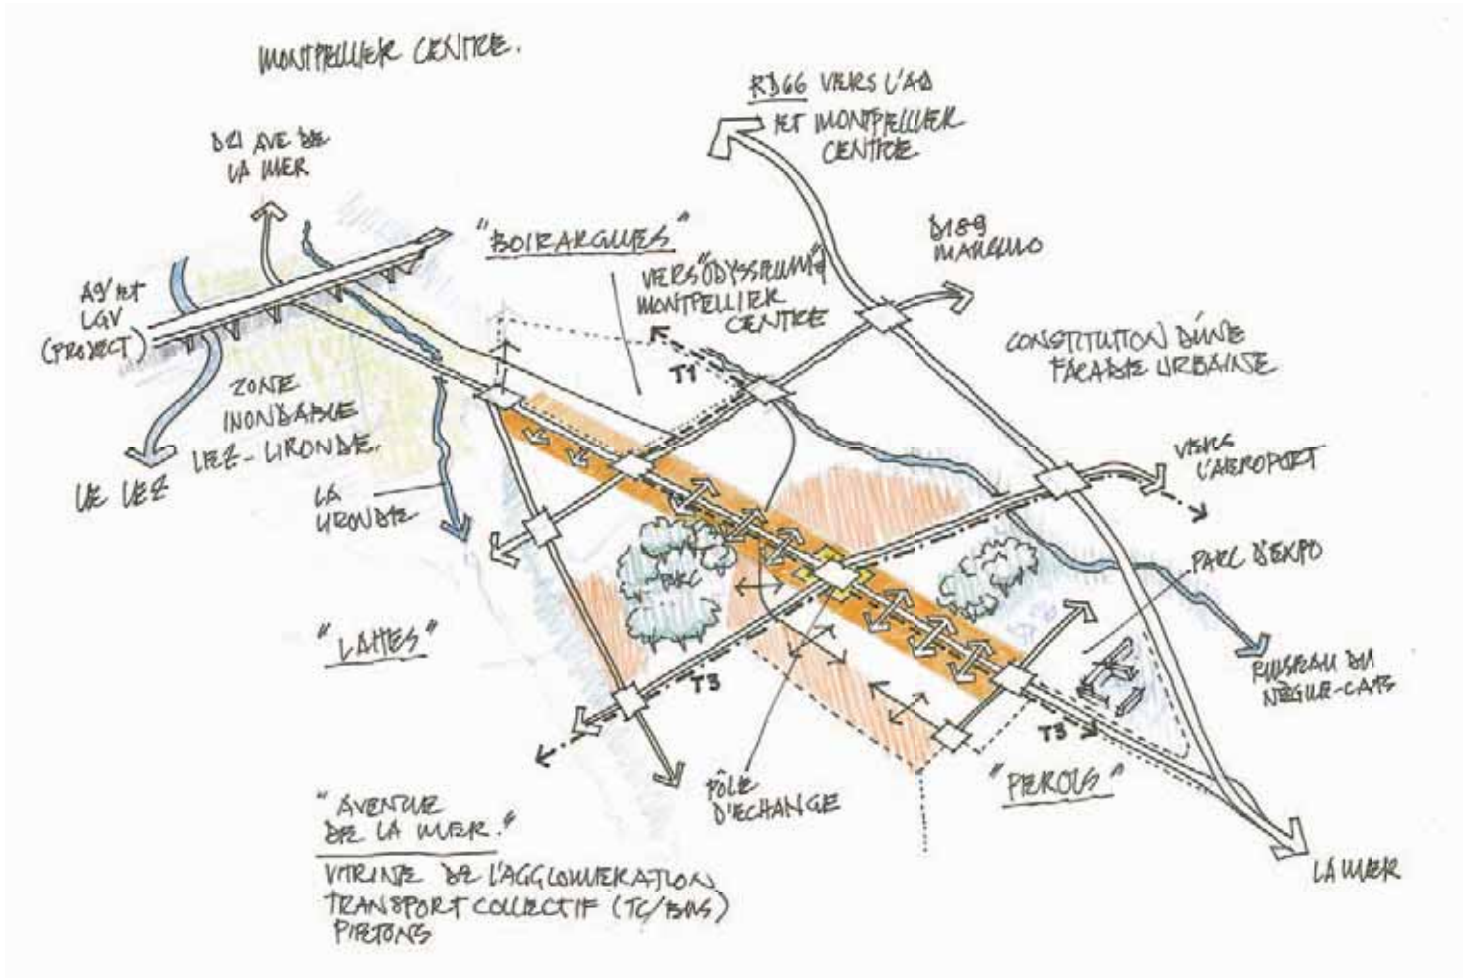 MONTPELLIER CENTRE.
RD66 VERS L'A9
ET MONTPELLIER
CENTRE
D21 AVE DE
LA MER
"BOIRARGUES"
D189
MAUGUIO
VERS "ODYSSEUM"
MONTPELLIER
CENTRE
A9 ET
LGV
(PROJECT)
CONSTITUTION D'UNE
FACADE URBAINE
T1
ZONE
INONDABLE
LEZ-LIRONDE.
LE LEZ
VERS
L'AEROPORT
LA
LIRONDE
PARC D'EXPO
PARC
"LATTES"
RUISSEAU DU
NEGUE-CATS
T3
T3
"PEROLS"
PÔLE
D'ECHANGE
"AVENUE
DE LA MER."
VITRINE DE L'AGGLOMERATION
TRANSPORT COLLECTIF (TC/BUS)
PIETONS
LA MER